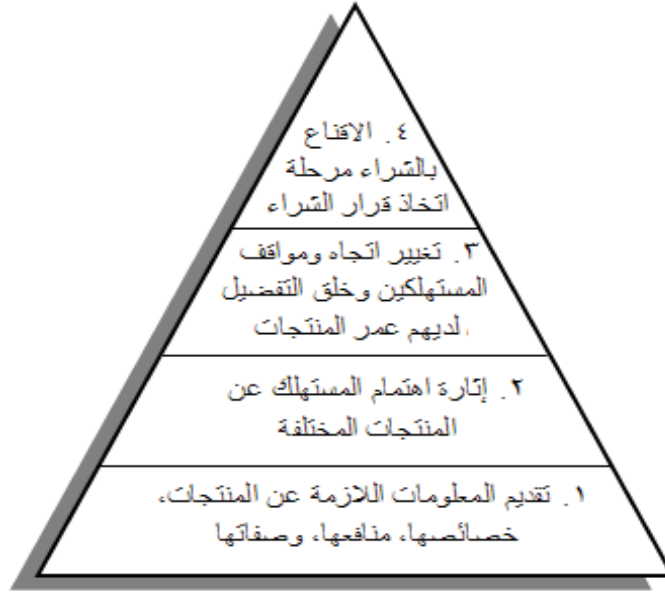 ٤. الاقناع
بالشراء مرحلة
اتخاذ قرار الشراء
٣. تغيير اتجاه ومواقف
المستهلكين وخلق التفضيل
لديهم عمر المنتجات.
٢. إثارة اهتمام المستهلك عن
المنتجات المختلفة
١. تقديم المعلومات اللازمة عن المنتجات،
خصائصها، منافعها، وصفاتها